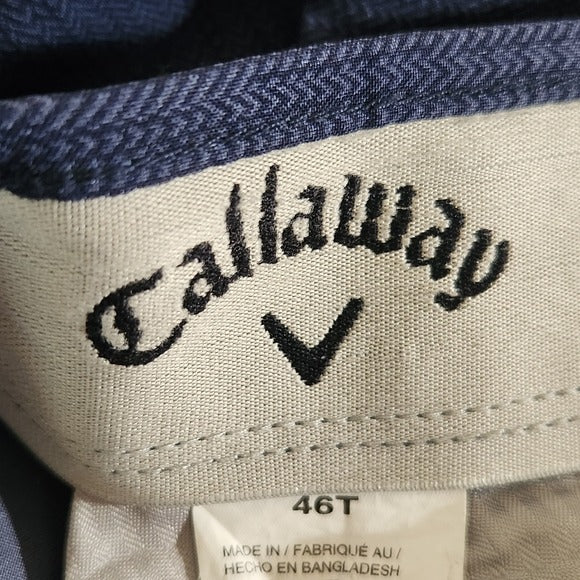 Callaway
46T
MADE IN / FABRIQUÉ AU /
HECHO EN BANGLADESH